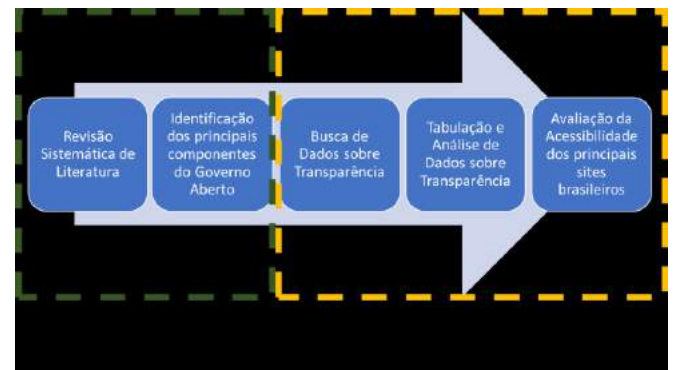 Revisão
Sistemática de
Literatura
Identificação
dos principais
componentes
do Governo
Aberto
Busca de
Dados sobre
Transparência
Tabulação e
Análise de
Dados sobre
Transparência
Avaliação da
Acessibilidade
dos principais
sites
brasileiros